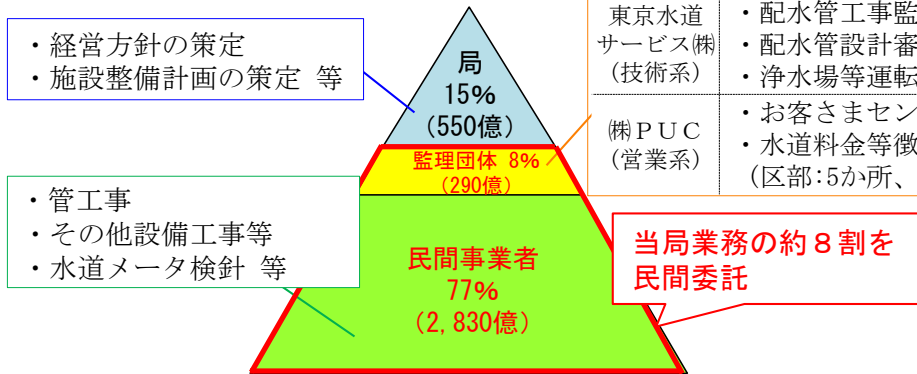 ・経営方針の策定
・施設整備計画の策定 等
局
15%
(550億)
監理団体 8%
(290億)
民間事業者
77%
(2,830億)
・管工事
・その他設備工事等
・水道メータ検針 等
東京水道
サービス㈱
(技術系)
・配水管工事監
・配水管設計審
・浄水場等運転
㈱ＰＵＣ
(営業系)
・お客さまセン
・水道料金等徴
(区部:5か所、
当局業務の約８割を
民間委託